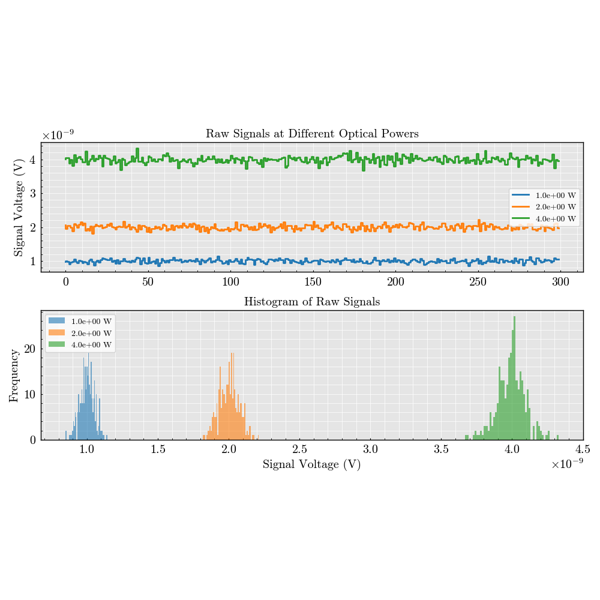 Raw Signals at Different Optical Powers
×10⁻⁹
Signal Voltage (V)
4
3
2
1
1.0e+00 W
2.0e+00 W
4.0e+00 W
0 50 100 150 200 250 300
Histogram of Raw Signals
Frequency
20
10
0
1.0e+00 W
2.0e+00 W
4.0e+00 W
1.0 1.5 2.0 2.5 3.0 3.5 4.0 4.5
Signal Voltage (V)
×10⁻⁹